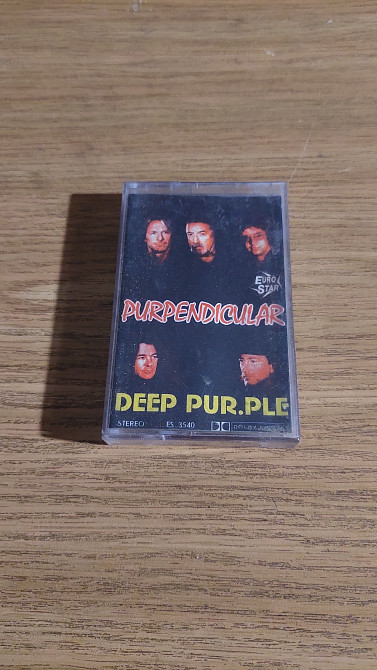 EURO
STAR
PURPENDICULAR
DEEP PUR.PLE
STEREO ES 3540